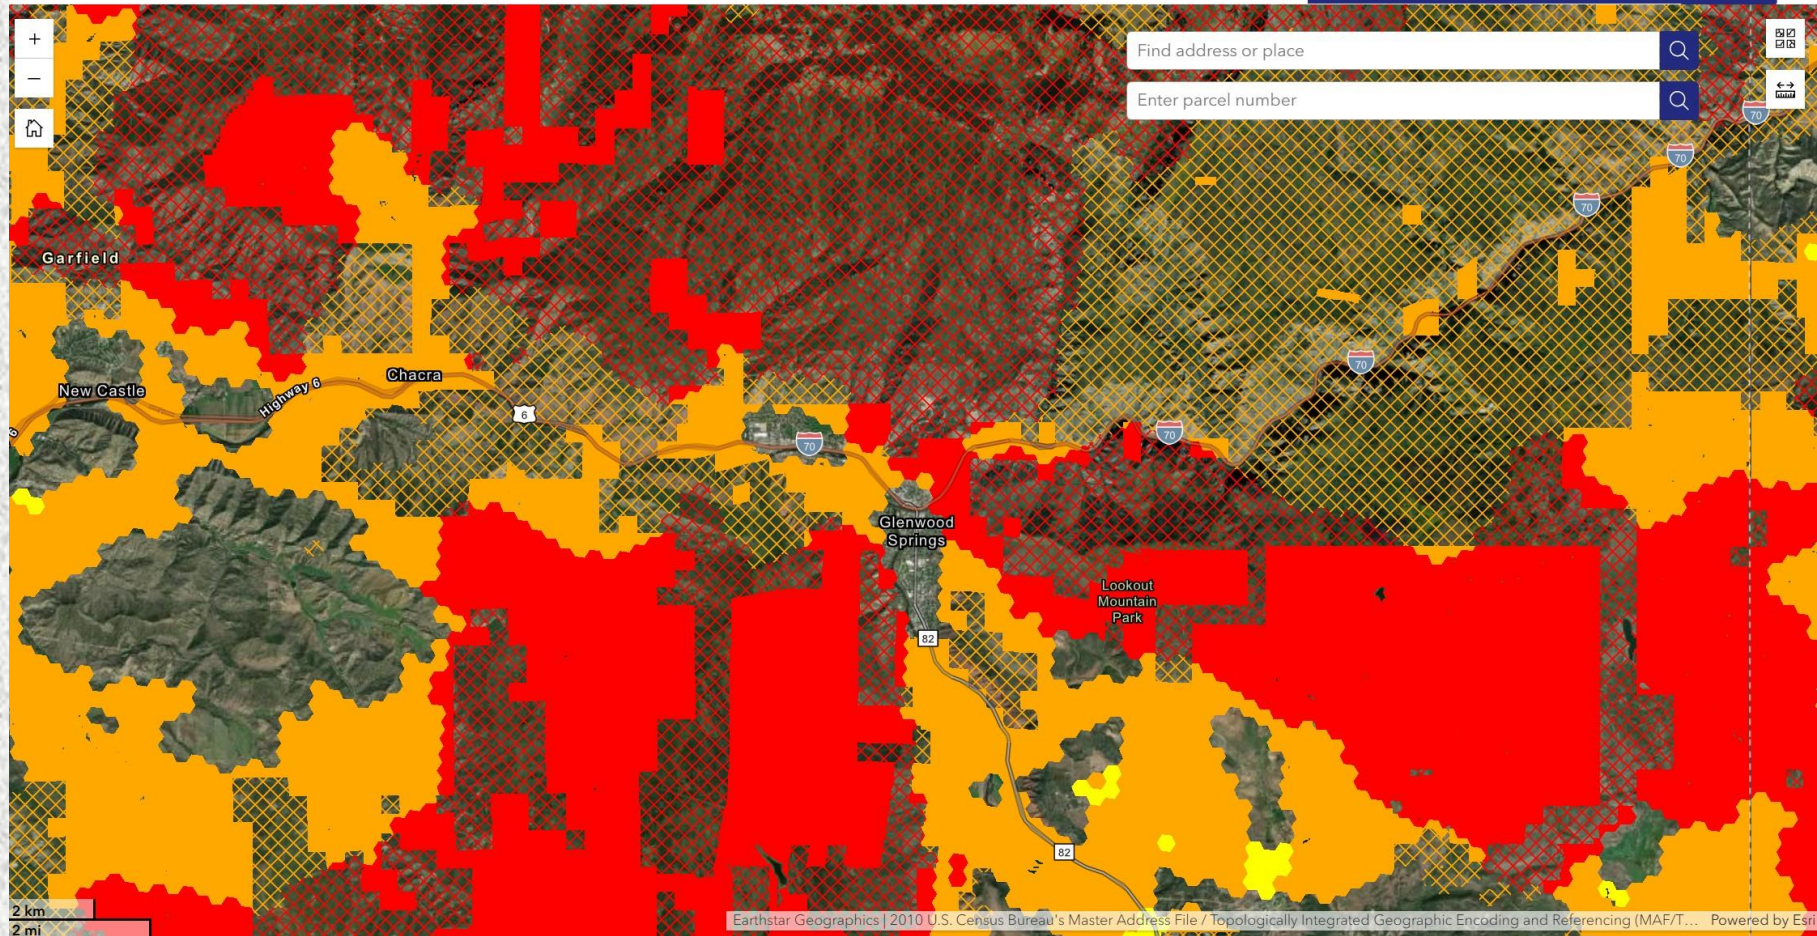 +
Find address or place
−
Enter parcel number
70
70
70
Garfield
70
Chacra
New Castle
Highway 6
6
6
70
70
Glenwood
Springs
Lookout
Mountain
Park
82
82
2 km
2 mi
Earthstar Geographics | 2010 U.S. Census Bureau's Master Address File / Topologically Integrated Geographic Encoding and Referencing (MAF/T... Powered by Esri